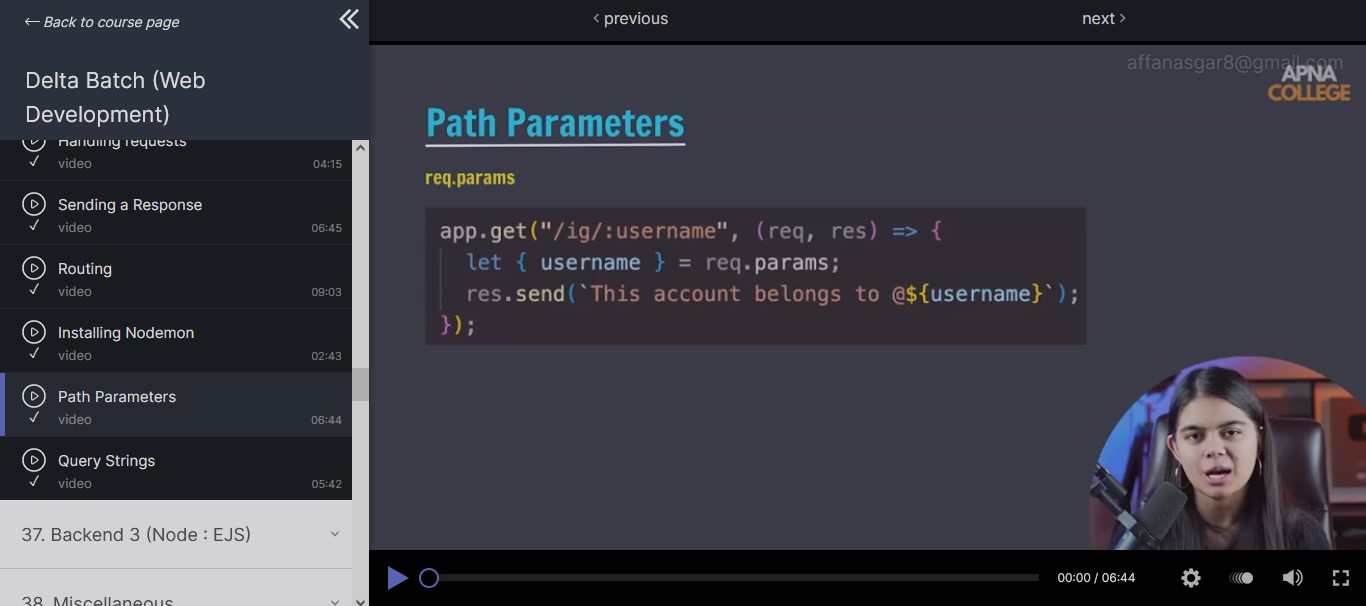 ← Back to course page
Delta Batch (Web
Development)
Handling requests
video 04:15
Sending a Response
video 06:45
Routing
video 09:03
Installing Nodemon
video 02:43
Path Parameters
video 06:44
Query Strings
video 05:42
37. Backend 3 (Node : EJS)
38. Miscellaneous
‹ previous
next ›
affanasgar8@gmail.com
APNA
COLLEGE
Path Parameters
req.params
app.get("/ig/:username", (req, res) => {
let { username } = req.params;
res.send(`This account belongs to @${username}`);
});
00:00 / 06:44